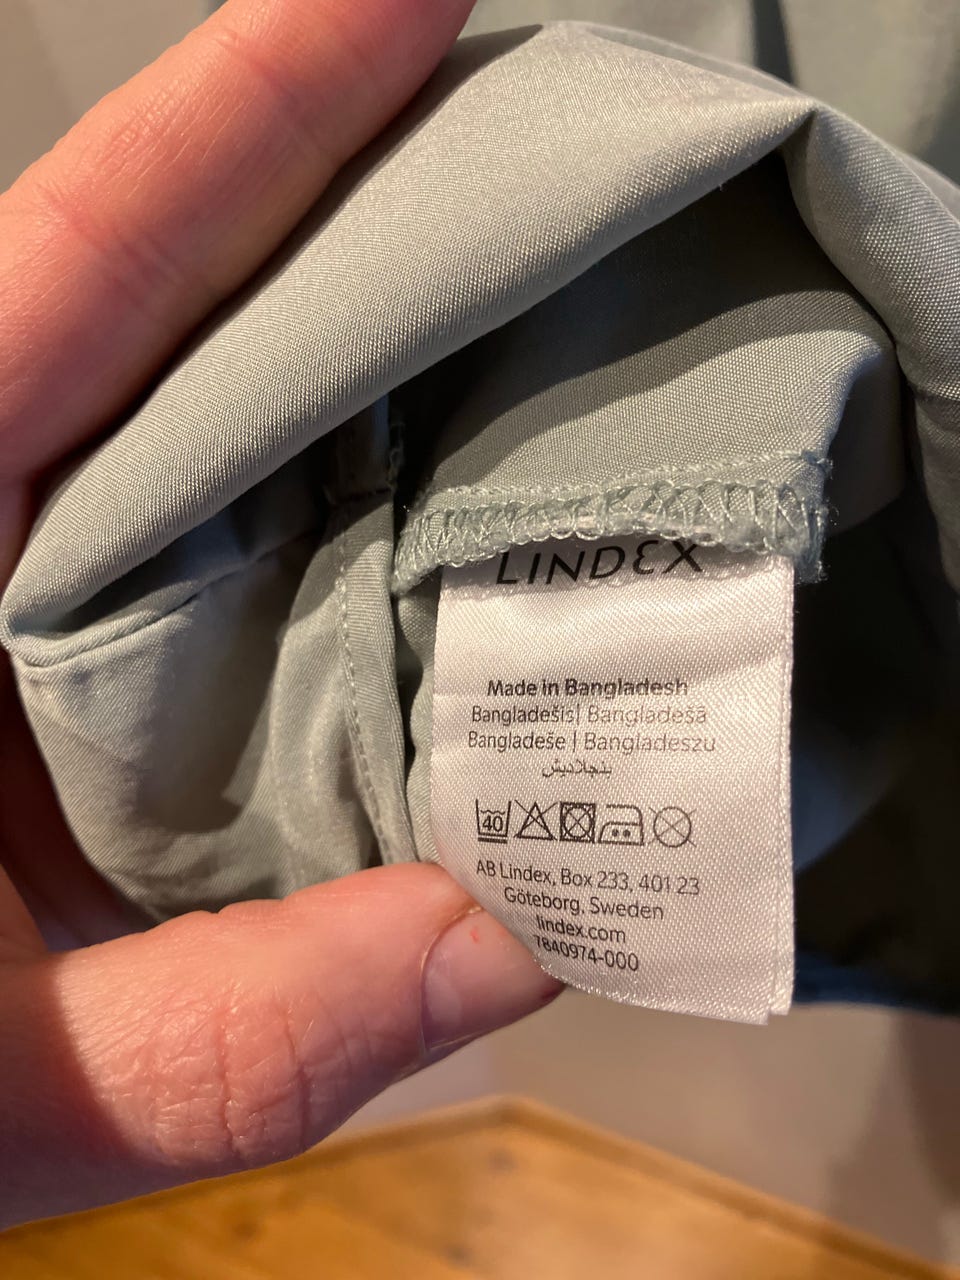 LINDEX
Made in Bangladesh
Bangladešis| Bangladešā
Bangladeše | Bangladeszu
بنجلاديش
40
AB Lindex, Box 233, 401 23
Göteborg, Sweden
lindex.com
7840974-000